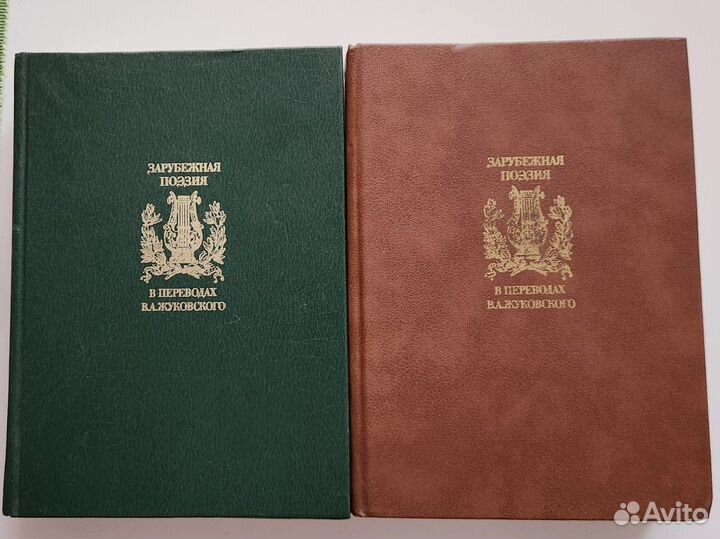 ЗАРУБЕЖНАЯ
ПОЭЗИЯ
В ПЕРЕВОДАХ
В.А.ЖУКОВСКОГО
ЗАРУБЕЖНАЯ
ПОЭЗИЯ
В ПЕРЕВОДАХ
В.А.ЖУКОВСКОГО
Avito